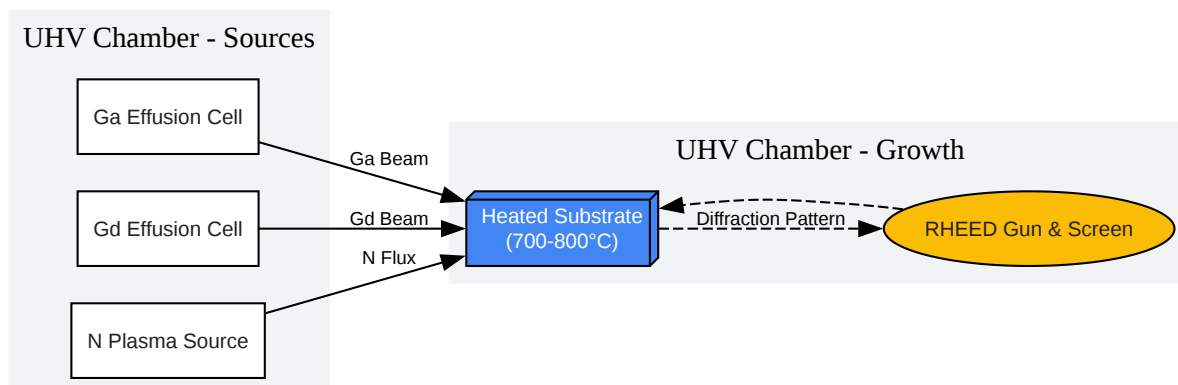 UHV Chamber - Sources
Ga Effusion Cell
Gd Effusion Cell
N Plasma Source
Ga Beam
Gd Beam
N Flux
UHV Chamber - Growth
Heated Substrate
(700-800°C)
Diffraction Pattern
RHEED Gun & Screen